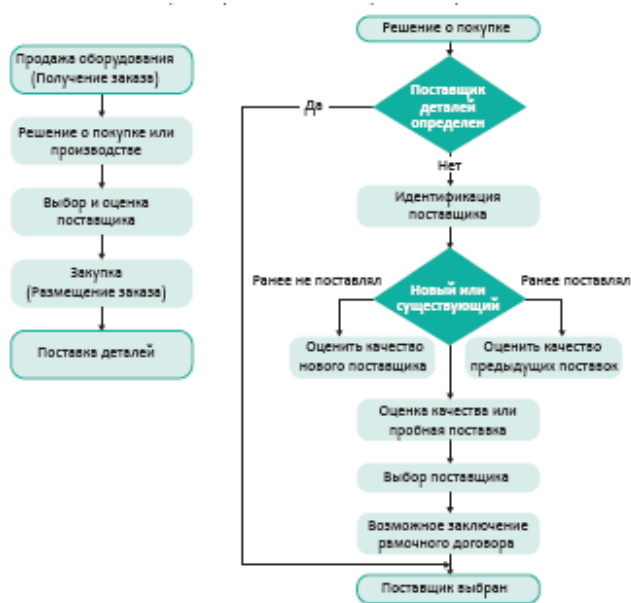 Продажа оборудования
(Получение заказа)
Решение о покупке или
производстве
Выбор и оценка
поставщика
Закупка
(Размещение заказа)
Поставка деталей
Решение о покупке
Поставщик
деталей
определен
Да
Нет
Идентификация
поставщика
Ранее не поставлял
Новый или
существующий
Ранее поставлял
Оценить качество
нового поставщика
Оценить качество
предыдущих поставок
Оценка качества или
пробная поставка
Выбор поставщика
Возможное заключение
рамочного договора
Поставщик выбран